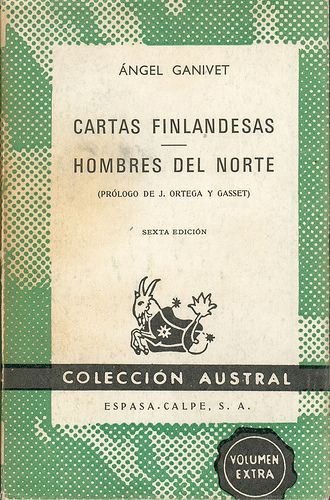 ÁNGEL GANIVET
CARTAS FINLANDESAS
HOMBRES DEL NORTE
(PRÓLOGO DE J. ORTEGA Y GASSET)
SEXTA EDICIÓN
COLECCIÓN AUSTRAL
ESPASA-CALPE, S. A.
VOLUMEN
EXTRA